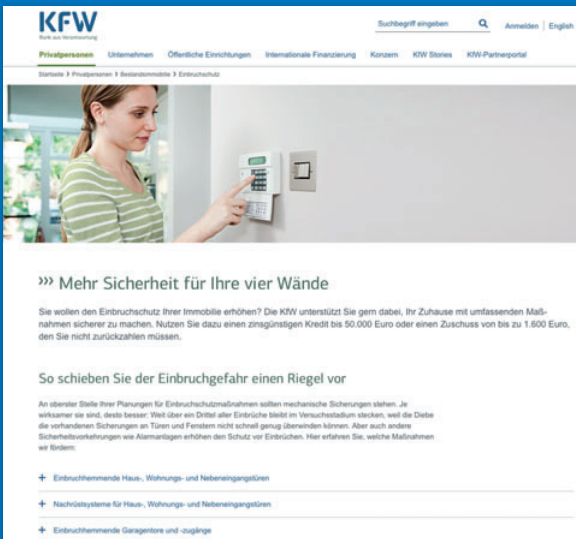 KFW
Bank aus Verantwortung
Suchbegriff eingeben
Anmelden | English
Privatpersonen Unternehmen Öffentliche Einrichtungen Internationale Finanzierung Konzern KfW Stories KfW-Partnerportal
Startseite > Privatpersonen > Bestandsimmobilie > Einbruchschutz
››› Mehr Sicherheit für Ihre vier Wände
Sie wollen den Einbruchschutz Ihrer Immobilie erhöhen? Die KfW unterstützt Sie gern dabei, Ihr Zuhause mit umfassenden Maß-
nahmen sicherer zu machen. Nutzen Sie dazu einen zinsgünstigen Kredit bis 50.000 Euro oder einen Zuschuss von bis zu 1.600 Euro,
den Sie nicht zurückzahlen müssen.
So schieben Sie der Einbruchgefahr einen Riegel vor
An oberster Stelle Ihrer Planungen für Einbruchschutzmaßnahmen sollten mechanische Sicherungen stehen. Je
wirksamer sie sind, desto besser: Weit über ein Drittel aller Einbrüche bleibt im Versuchsstadium stecken, weil die Diebe
die vorhandenen Sicherungen an Türen und Fenstern nicht schnell genug überwinden können. Aber auch andere
Sicherheitsvorkehrungen wie Alarmanlagen erhöhen den Schutz vor Einbrüchen. Hier erfahren Sie, welche Maßnahmen
wir fördern:
+ Einbruchhemmende Haus-, Wohnungs- und Nebeneingangstüren
+ Nachrüstsysteme für Haus-, Wohnungs- und Nebeneingangstüren
+ Einbruchhemmende Garagentore und -zugänge